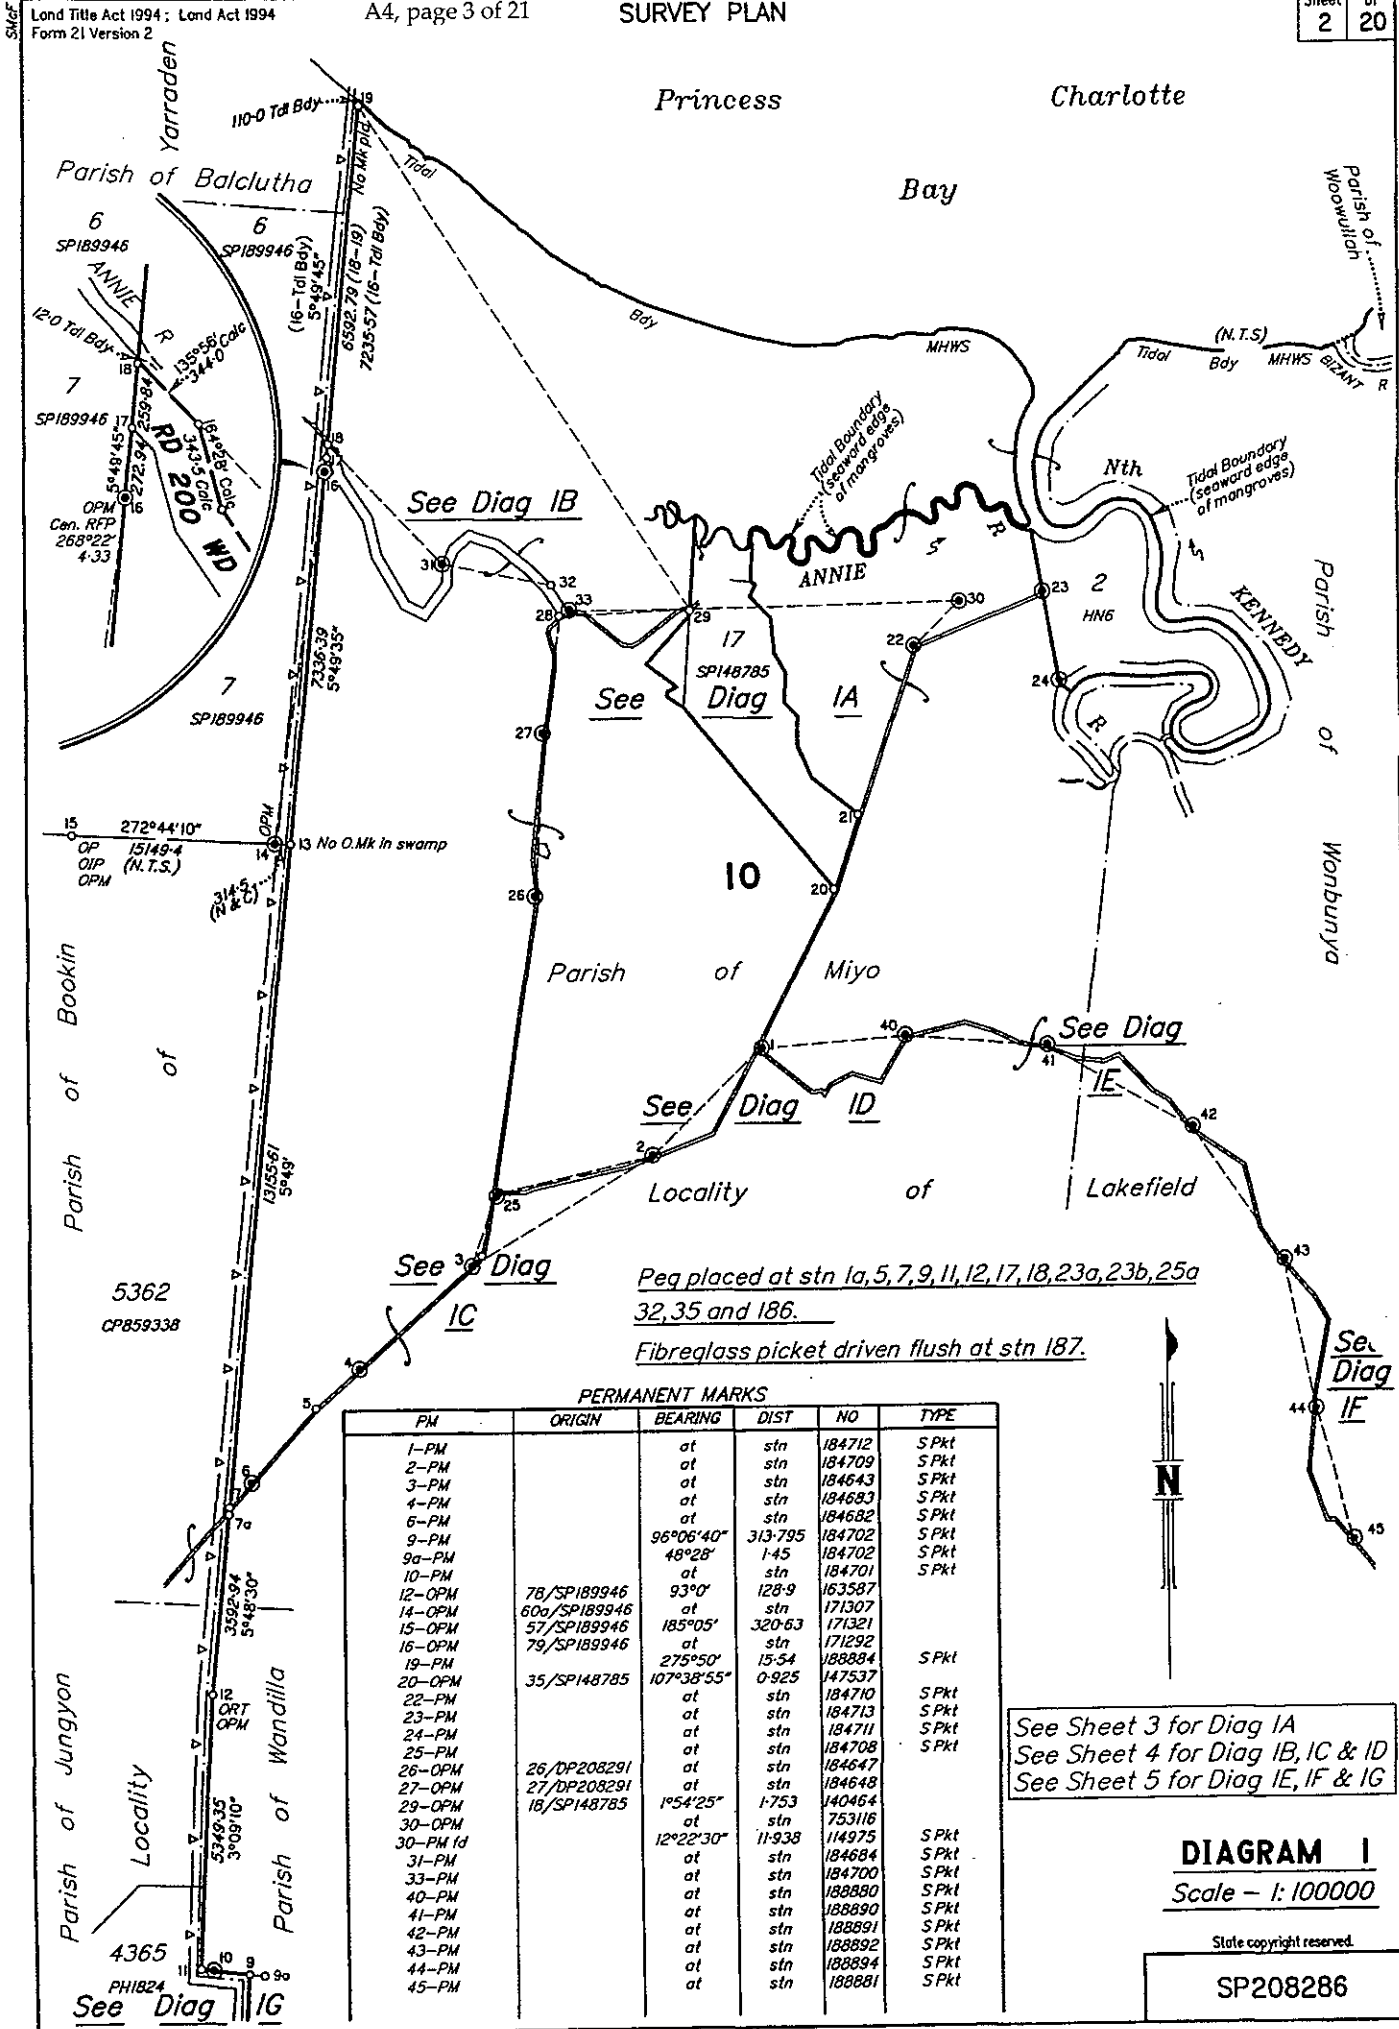 SMGF
Land Title Act 1994; Land Act 1994
Form 21 Version 2
A4, page 3 of 21
SURVEY PLAN
Sheet of
2 20
Princess Charlotte
Bay
Yarraden
Parish of Balclutha
110·0 Tdl Bdy
19
No Mk pld
Tidal
Bdy
MHWS
6
SP189946
6
SP189946
ANNIE
R
12·0 Tdl Bdy
135°56' Calc
344·0
18
7
SP189946
17
259·84
RD 200 WD
164°28' Calc
343·5 Calc
5°49'45"
272·94
OPM
16
Cen. RFP
268°22'
4·33
(16-Tdl Bdy)
5°49'45"
6592·79 (18-19)
7235·57 (16-Tdl Bdy)
18
17
16
See Diag 1B
31
32
33
28
29
Tidal Boundary
(seaward edge
of mangroves)
ANNIE
R
Tidal
Bdy
(N.T.S)
MHWS
BIZANT R
Parish of
Woowullah
Nth
Tidal Boundary
(seaward edge
of mangroves)
KENNEDY
R
Parish of Wonbunya
30
23
2
HN6
22
24
17
SP148785
See Diag 1A
7336·39
5°49'35"
7
SP189946
27
15
272°44'10"
OP
15149·4
OIP
(N.T.S.)
OPM
OPM
14
13 No O.Mk in swamp
314·5
(N & C)
26
21
20
10
Parish of Miyo
Parish of Bookin
of
13155·61
5°49'
40
1
41
See Diag
1E
42
See Diag 1D
2
25
Locality of Lakefield
43
See Diag
1C
3
4
5
6
7
7a
5362
CP859338
Peg placed at stn 1a,5,7,9,11,12,17,18,23a,23b,25a
32,35 and 186.
Fibreglass picket driven flush at stn 187.
Diag
1F
44
45
N
3592·94
5°48'30"
12
ORT
OPM
Parish of Jungyon
Locality
5349·35
3°09'10"
Parish of Wandilla
4365
PH1824
11
10
9
9a
See Diag 1G
PERMANENT MARKS
PM ORIGIN BEARING DIST NO TYPE
1-PM at stn 184712 S Pkt
2-PM at stn 184709 S Pkt
3-PM at stn 184643 S Pkt
4-PM at stn 184683 S Pkt
6-PM at stn 184682 S Pkt
9-PM 96°06'40" 313·795 184702 S Pkt
9a-PM 48°28' 1·45 184702 S Pkt
10-PM at stn 184701 S Pkt
12-OPM 78/SP189946 93°0' 128·9 163587
14-OPM 60a/SP189946 at stn 171307
15-OPM 57/SP189946 185°05' 320·63 171321
16-OPM 79/SP189946 at stn 171292
19-PM 275°50' 15·54 188884 S Pkt
20-OPM 35/SP148785 107°38'55" 0·925 147537
22-PM at stn 184710 S Pkt
23-PM at stn 184713 S Pkt
24-PM at stn 184711 S Pkt
25-PM at stn 184708 S Pkt
26-OPM 26/DP208291 at stn 184647
27-OPM 27/DP208291 at stn 184648
29-OPM 18/SP148785 1°54'25" 1·753 140464
30-OPM at stn 753116
30-PM fd 12°22'30" 11·938 114975 S Pkt
31-PM at stn 184684 S Pkt
33-PM at stn 184700 S Pkt
40-PM at stn 188880 S Pkt
41-PM at stn 188890 S Pkt
42-PM at stn 188891 S Pkt
43-PM at stn 188892 S Pkt
44-PM at stn 188894 S Pkt
45-PM at stn 188881 S Pkt
See Sheet 3 for Diag 1A
See Sheet 4 for Diag 1B, 1C & 1D
See Sheet 5 for Diag 1E, 1F & 1G
DIAGRAM 1
Scale - 1: 100000
State copyright reserved.
SP208286